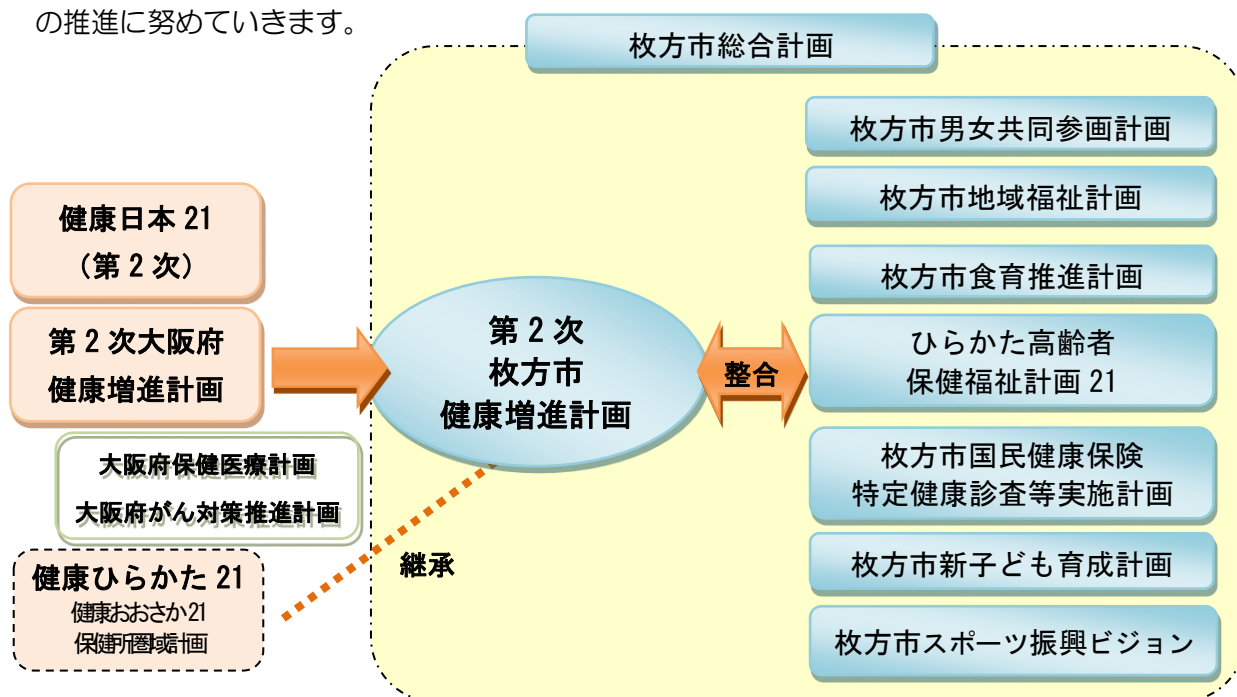 の推進に努めていきます。
枚方市総合計画
健康日本 21
(第 2 次)
第 2 次大阪府
健康増進計画
大阪府保健医療計画
大阪府がん対策推進計画
健康ひらかた 21
健康おおさか21
保健所圏域計画
継承
第 2 次
枚方市
健康増進計画
整合
枚方市男女共同参画計画
枚方市地域福祉計画
枚方市食育推進計画
ひらかた高齢者
保健福祉計画 21
枚方市国民健康保険
特定健康診査等実施計画
枚方市新子ども育成計画
枚方市スポーツ振興ビジョン